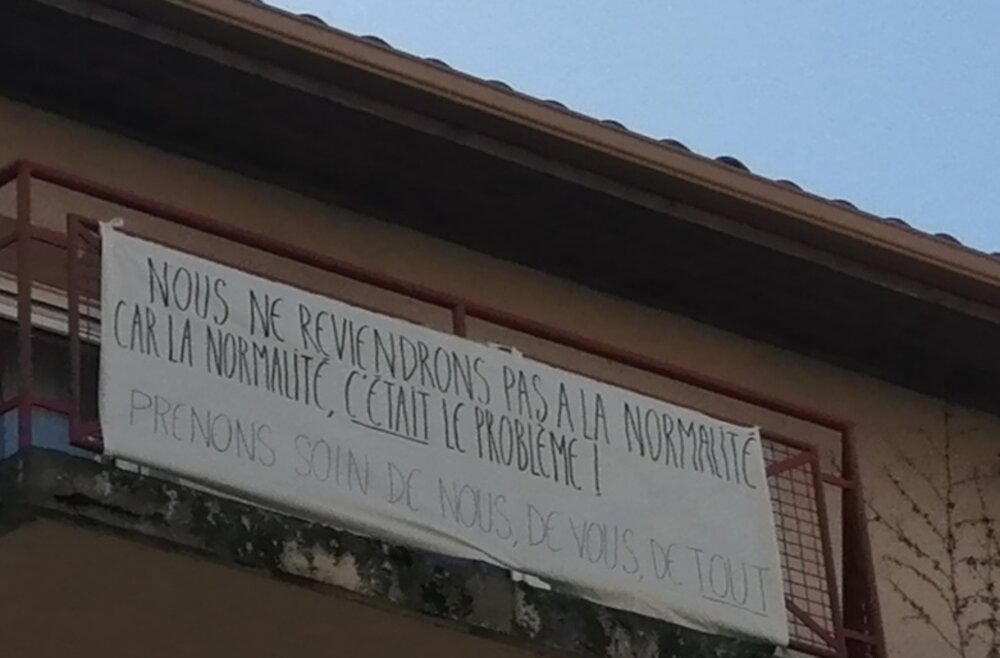 NOUS NE REVIENDRONS PAS A LA NORMALITÉ
CAR LA NORMALITÉ, C'ÉTAIT LE PROBLÈME !
PRENONS SOIN DE NOUS, DE VOUS, DE TOUT